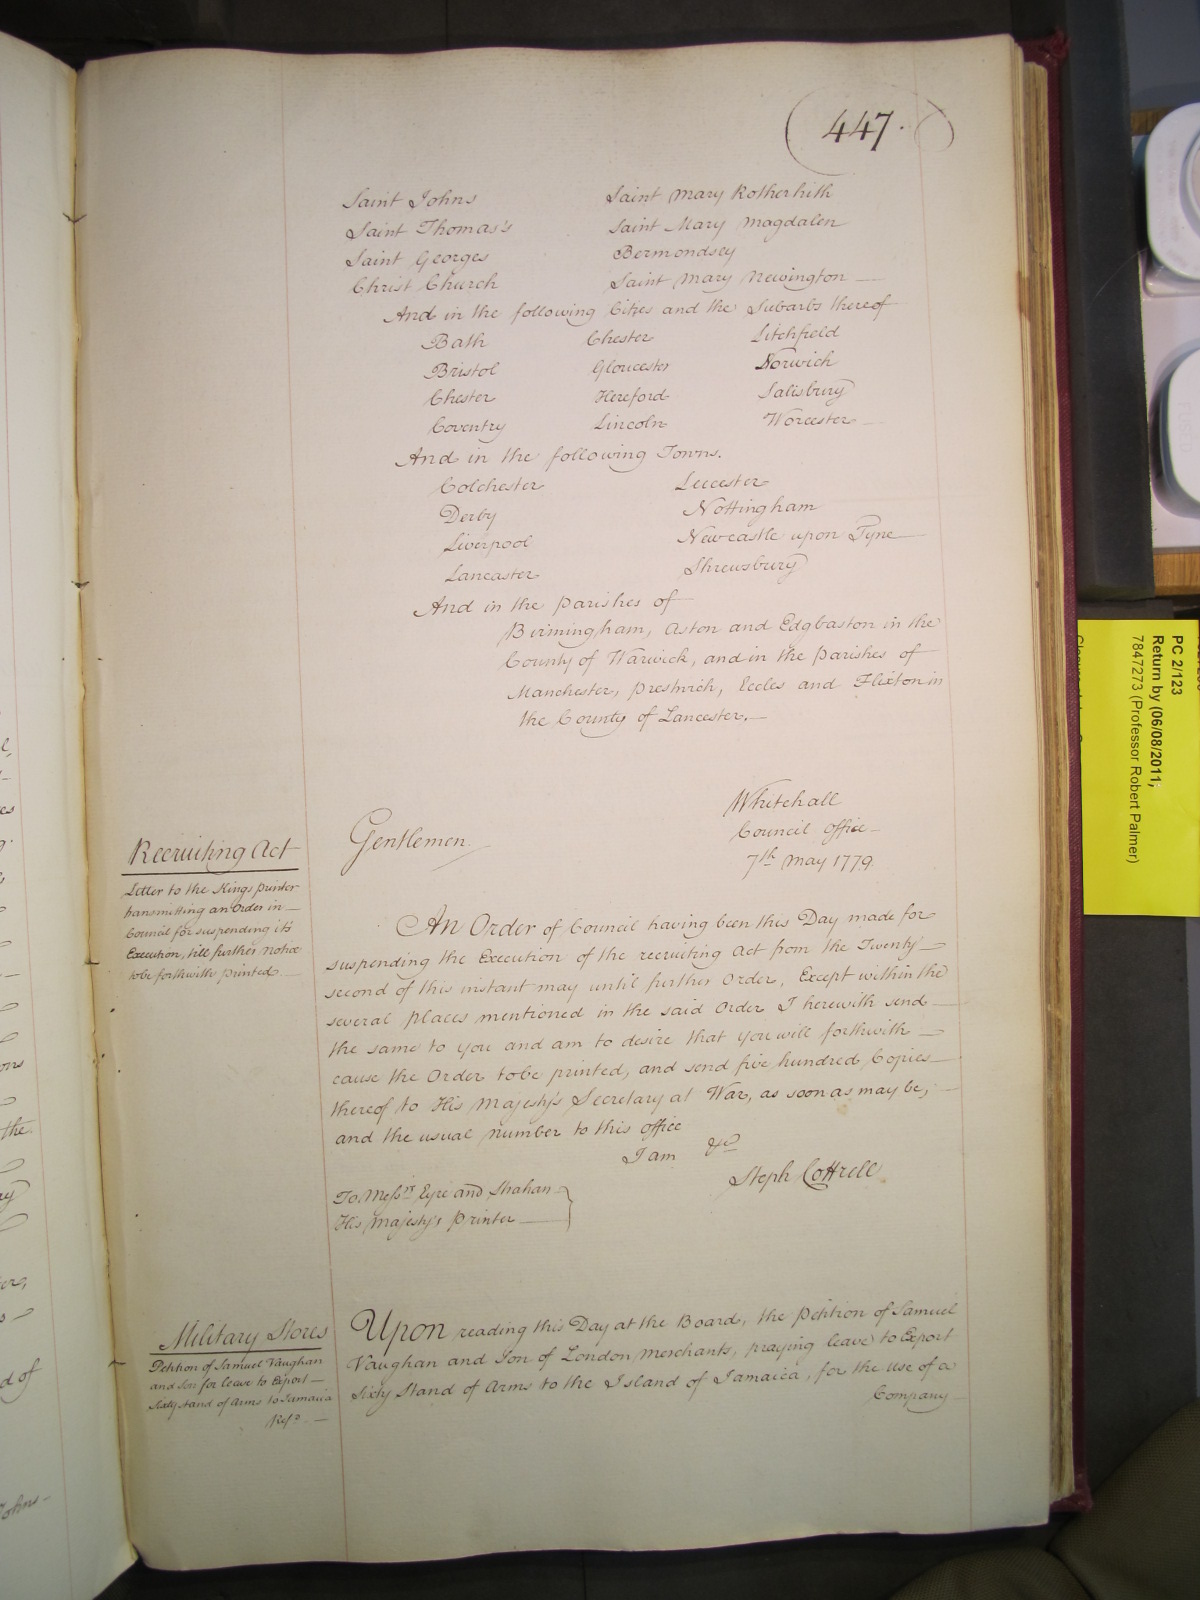 447.
Saint Johns Saint Mary Rotherhith
Saint Thomas's Saint Mary Magdalen
Saint Georges Bermondsey
Christ Church Saint Mary Newington
And in the following Cities and the Subarbs thereof
Bath Chester Litchfield
Bristol Gloucester Norwich
Chester Hereford Salisbury
Coventry Lincoln Worcester
And in the following Towns.
Colchester Leicester
Derby Nottingham
Liverpool Newcastle upon Tyne
Lancaster Shrewsbury
And in the Parishes of
Birmingham, Aston and Edgbaston in the
County of Warwick, and in the Parishes of
Manchester, Prestwich, Eccles and Flixton in
the County of Lancester.
Whitehall
Council Office
7th May 1779.
Gentlemen.
Recruiting Act
Letter to the Kings Printer
transmitting an Order in
Council for suspending its
Execution, till further notice
to be forthwith printed.
An Order of Council having been this Day made for
suspending the Execution of the recruiting Act from the Twenty
second of this instant May until further Order, Except within the
several places mentioned in the said Order I herewith send
the same to you and am to desire that you will forthwith
cause the Order to be printed, and send five hundred Copies
thereof to His Majesty's Secretary at War, as soon as may be,
and the usual number to this office
I am &ca
Steph Cottrell
To Messrs. Eyre and Strahan
His Majesty's Printer
Military Stores
Petition of Samuel Vaughan
and Son for leave to Export
Sixty stand of Arms to Jamaica
Refd.
Upon reading this Day at the Board, the Petition of Samuel
Vaughan and Son of London Merchants, praying leave to Export
Sixty Stand of Arms to the Island of Jamaica, for the use of a
Company
PC 2/123
Return by (06/08/2011;
7847273 (Professor Robert Palmer)